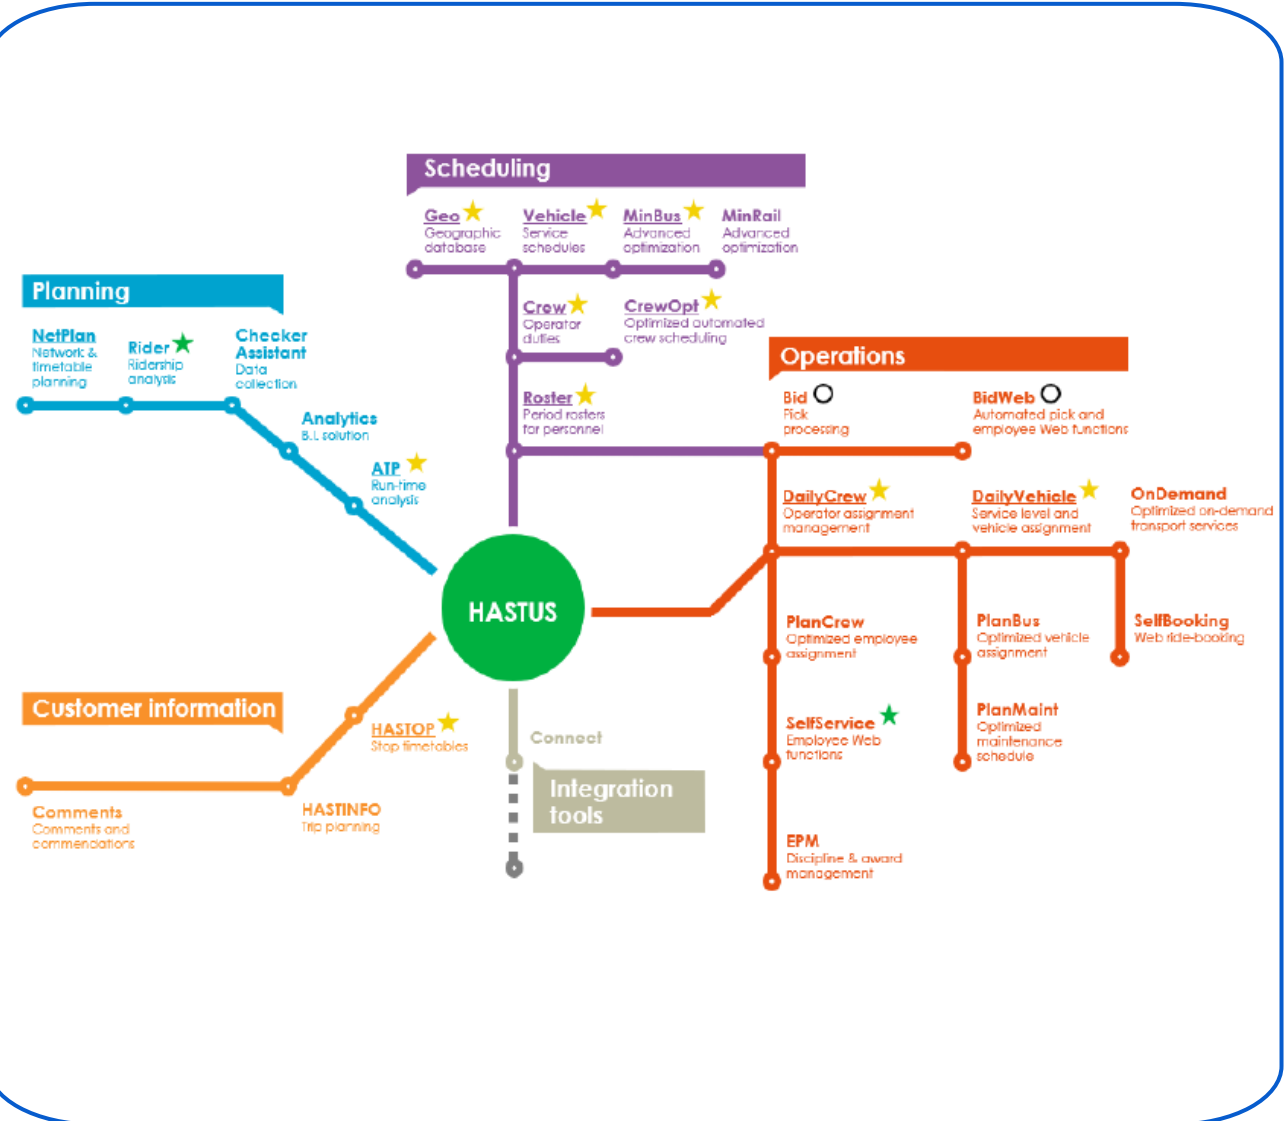 Scheduling
Geo
Geographic
database
Vehicle
Service
schedules
MinBus
Advanced
optimization
MinRail
Advanced
optimization
Crew
Operator
duties
CrewOpt
Optimized automated
crew scheduling
Roster
Period rosters
for personnel
Planning
NetPlan
Network &
timetable
planning
Rider
Ridership
analysis
Checker
Assistant
Data
collection
Analytics
B.I. solution
ATP
Run-time
analysis
Operations
Bid
Pick
processing
BidWeb
Automated pick and
employee Web functions
DailyCrew
Operator assignment
management
DailyVehicle
Service level and
vehicle assignment
OnDemand
Optimized on-demand
transport services
PlanCrew
Optimized employee
assignment
PlanBus
Optimized vehicle
assignment
SelfBooking
Web ride-booking
SelfService
Employee Web
functions
PlanMaint
Optimized
maintenance
schedule
EPM
Discipline & award
management
HASTUS
Customer information
HASTOP
Stop timetables
HASTINFO
Trip planning
Comments
Comments and
commendations
Connect
Integration
tools